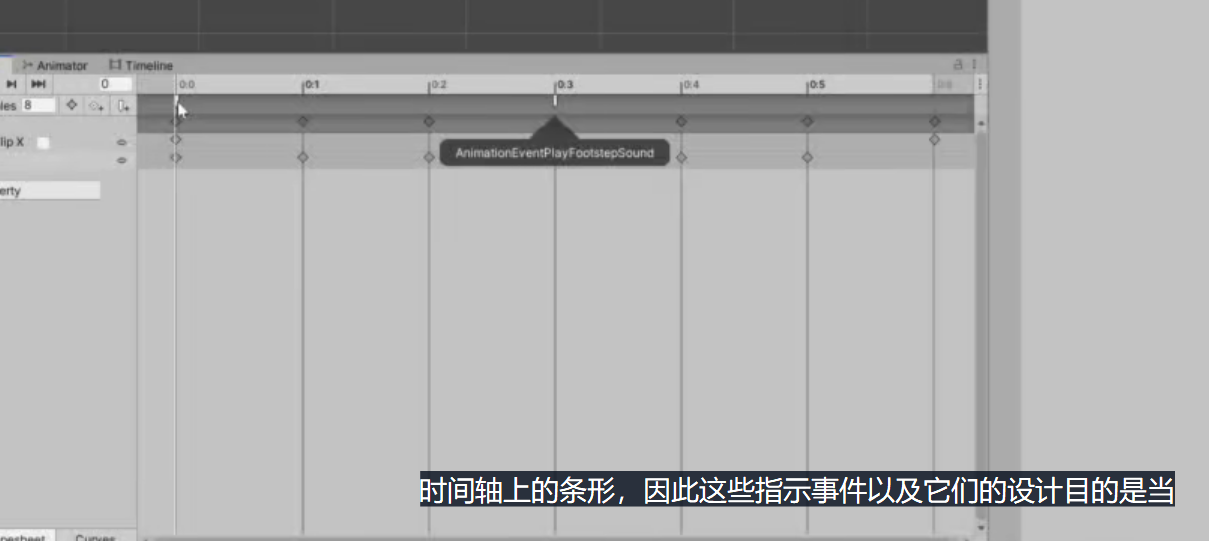 Animator Timeline
0 0:0 0:1 0:2 0:3 0:4 0:5 0:6
les 8
lip X
AnimationEventPlayFootstepSound
erty
时间轴上的条形，因此这些指示事件以及它们的设计目的是当
pesheet Curves